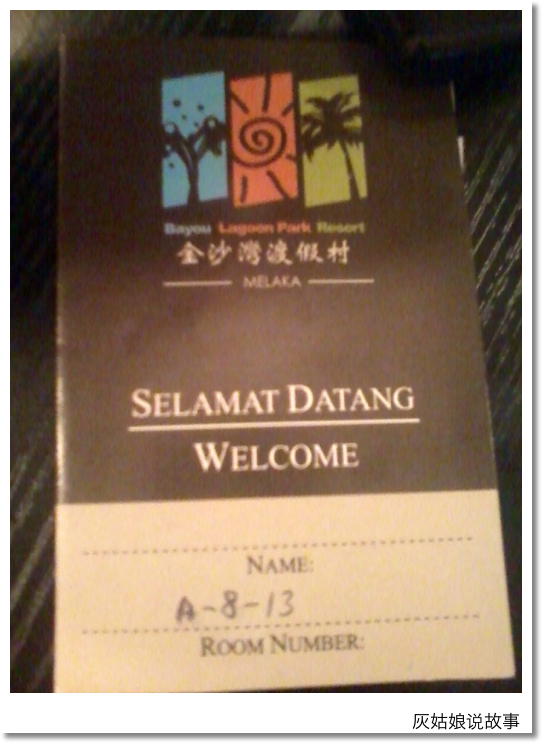 Bayou Lagoon Park Resort
金沙灣渡假村
MELAKA
SELAMAT DATANG
WELCOME
NAME:
A-8-13
ROOM NUMBER:
灰姑娘说故事